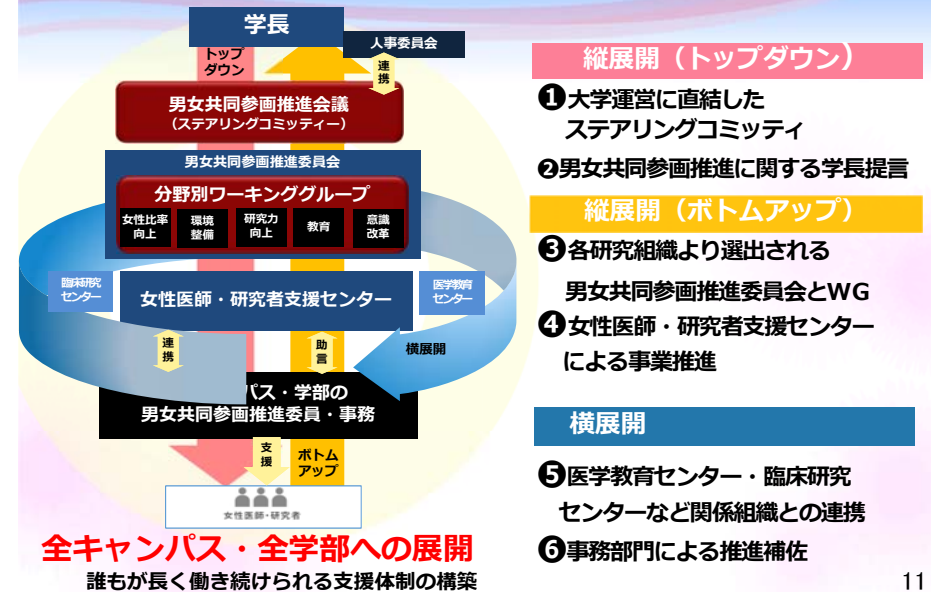 学長
人事委員会
トップ
ダウン
連
携
男女共同参画推進会議
（ステアリングコミッティー）
男女共同参画推進委員会
分野別ワーキンググループ
女性比率
向上
環境
整備
研究力
向上
教育
意識
改革
臨床研究
センター
女性医師・研究者支援センター
医学教育
センター
連
携
助
言
横展開
パス・学部の
男女共同参画推進委員・事務
支
援
ボトム
アップ
女性医師・研究者
全キャンパス・全学部への展開
誰もが長く働き続けられる支援体制の構築
縦展開（トップダウン）
❶大学運営に直結した
ステアリングコミッティ
❷男女共同参画推進に関する学長提言
縦展開（ボトムアップ）
❸各研究組織より選出される
男女共同参画推進委員会とWG
❹女性医師・研究者支援センター
による事業推進
横展開
❺医学教育センター・臨床研究
センターなど関係組織との連携
❻事務部門による推進補佐
11